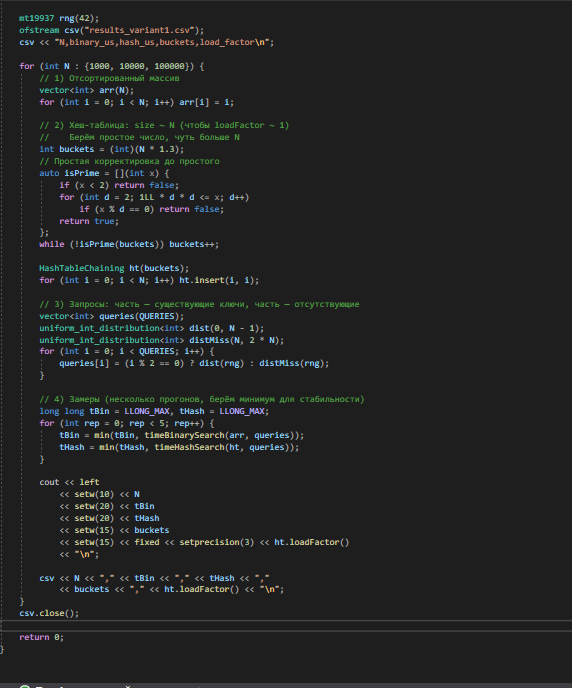 mt19937 rng(42);
ofstream csv("results_variant1.csv");
csv << "N,binary_us,hash_us,buckets,load_factor\n";
for (int N : {1000, 10000, 100000}) {
// 1) Отсортированный массив
vector<int> arr(N);
for (int i = 0; i < N; i++) arr[i] = i;
// 2) Хеш-таблица: size ~ N (чтобы loadFactor ~ 1)
//    Берём простое число, чуть больше N
int buckets = (int)(N * 1.3);
// Простая корректировка до простого
auto isPrime = [](int x) {
if (x < 2) return false;
for (int d = 2; 1LL * d * d <= x; d++)
if (x % d == 0) return false;
return true;
};
while (!isPrime(buckets)) buckets++;
HashTableChaining ht(buckets);
for (int i = 0; i < N; i++) ht.insert(i, i);
// 3) Запросы: часть — существующие ключи, часть — отсутствующие
vector<int> queries(QUERIES);
uniform_int_distribution<int> dist(0, N - 1);
uniform_int_distribution<int> distMiss(N, 2 * N);
for (int i = 0; i < QUERIES; i++) {
queries[i] = (i % 2 == 0) ? dist(rng) : distMiss(rng);
}
// 4) Замеры (несколько прогонов, берём минимум для стабильности)
long long tBin = LLONG_MAX, tHash = LLONG_MAX;
for (int rep = 0; rep < 5; rep++) {
tBin = min(tBin, timeBinarySearch(arr, queries));
tHash = min(tHash, timeHashSearch(ht, queries));
}
cout << left
<< setw(10) << N
<< setw(20) << tBin
<< setw(20) << tHash
<< setw(15) << buckets
<< setw(15) << fixed << setprecision(3) << ht.loadFactor()
<< "\n";
csv << N << "," << tBin << "," << tHash << ","
<< buckets << "," << ht.loadFactor() << "\n";
}
csv.close();
return 0;
}